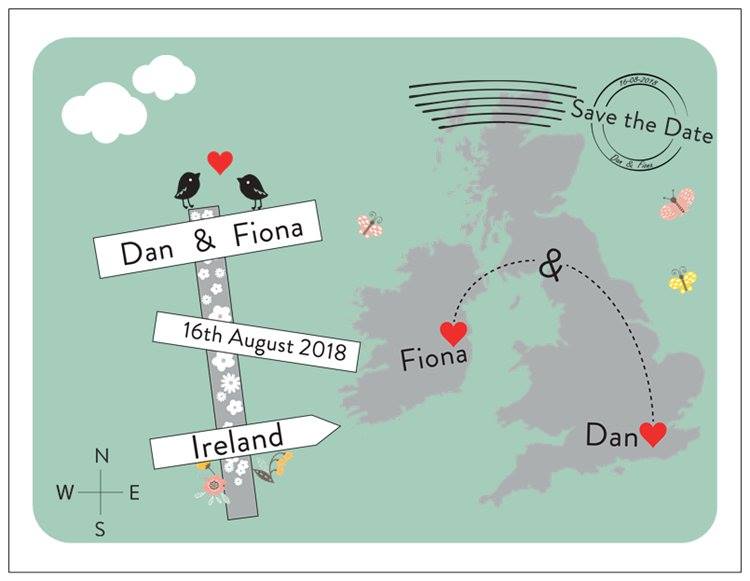 16-08-2018
Save the Date
Dan & Fiona
Dan & Fiona
16th August 2018
Ireland
&
Fiona
Dan
N
W E
S